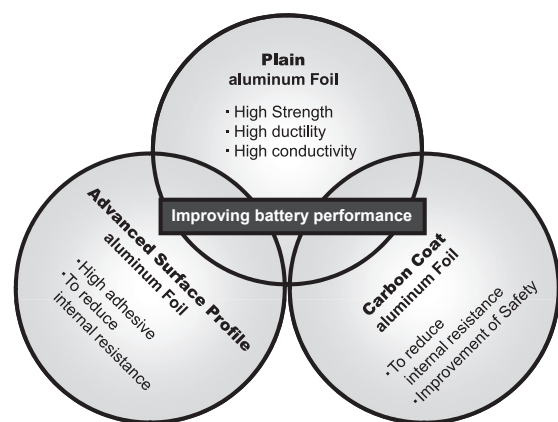 Plain
aluminum Foil
· High Strength
· High ductility
· High conductivity
Improving battery performance
Advanced Surface Profile
aluminum Foil
· High adhesive
· To reduce
internal resistance
Carbon Coat
aluminum Foil
· To reduce
internal resistance
· Improvement of Safety